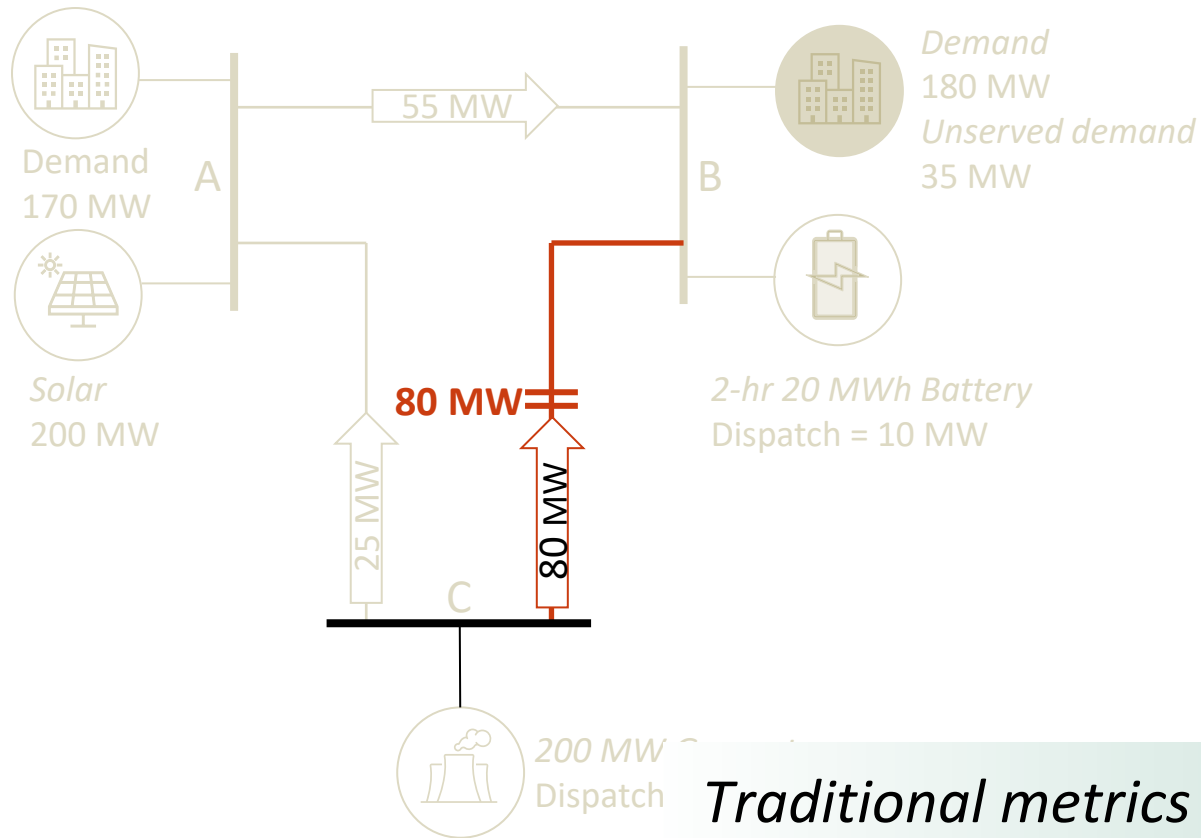 55 MW
Demand
180 MW
Unserved demand
35 MW
Demand
170 MW
A
B
Solar
200 MW
80 MW
2-hr 20 MWh Battery
Dispatch = 10 MW
25 MW
80 MW
C
200 MW
Dispatch
Traditional metrics